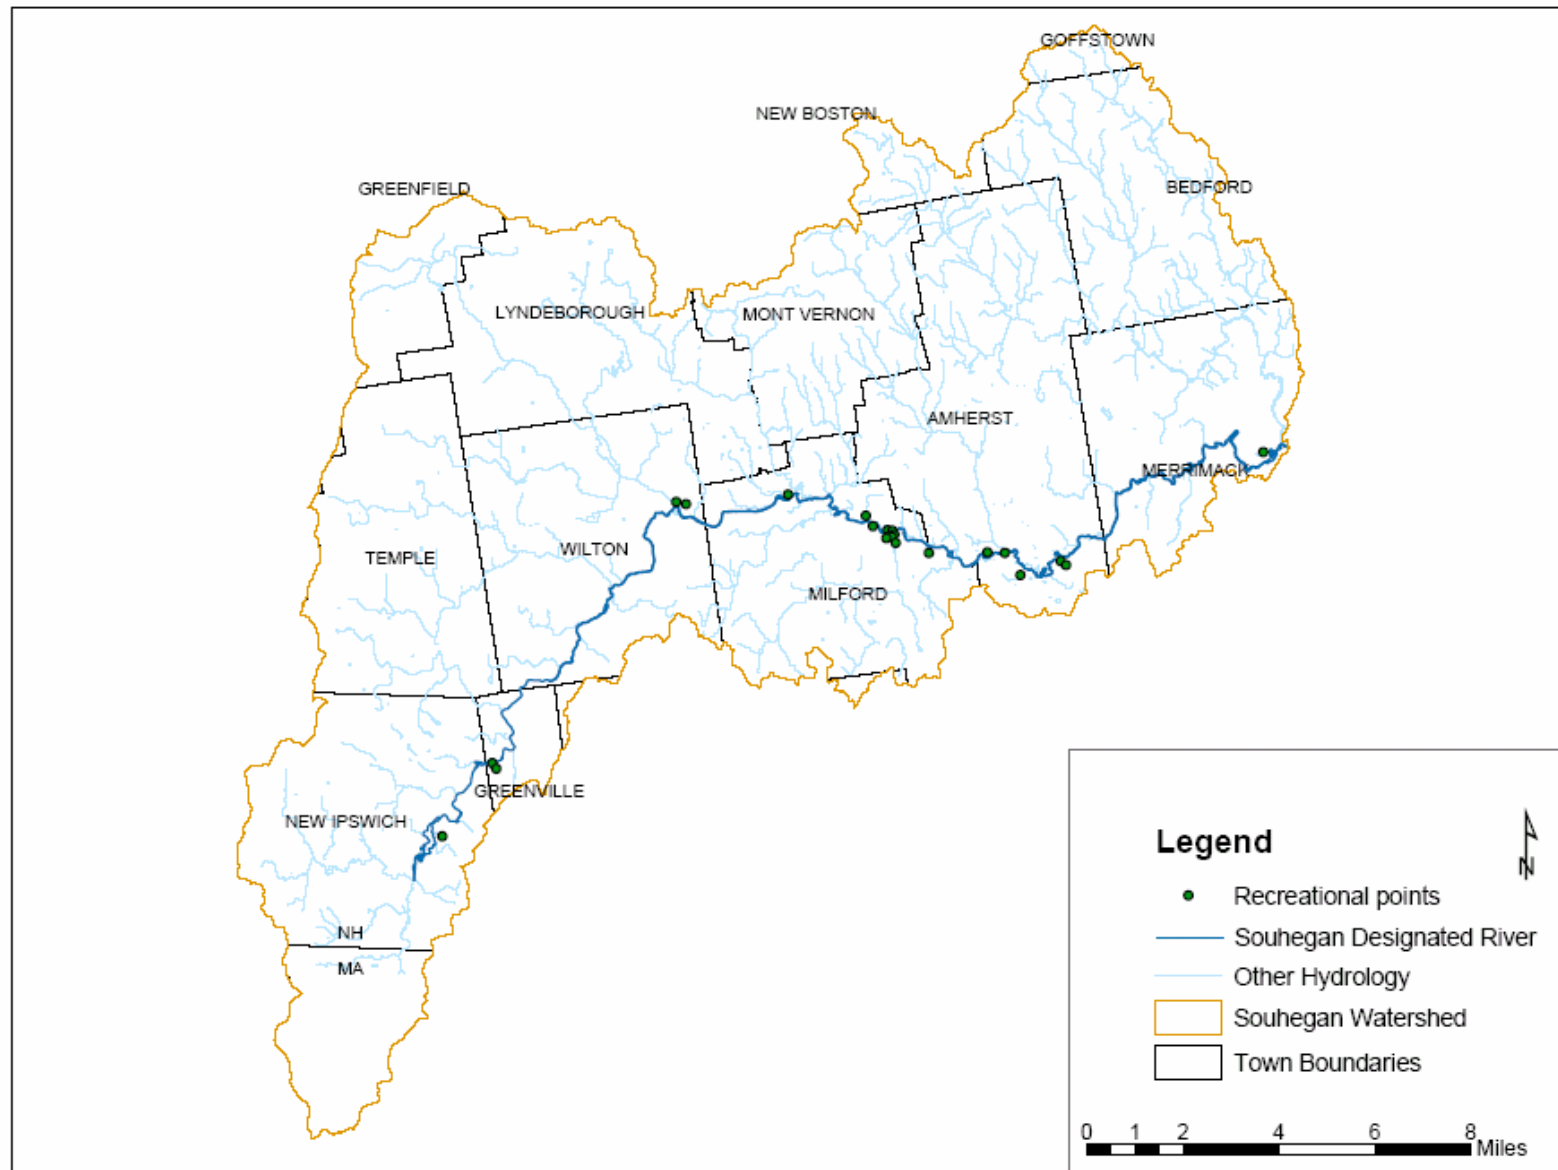 GOFFSTOWN
NEW BOSTON
GREENFIELD
BEDFORD
LYNDEBOROUGH
MONT VERNON
AMHERST
MERRIMACK
TEMPLE
WILTON
MILFORD
GREENVILLE
NEW IPSWICH
NH
MA
Legend
N
Recreational points
Souhegan Designated River
Other Hydrology
Souhegan Watershed
Town Boundaries
0 1 2 4 6 8
Miles